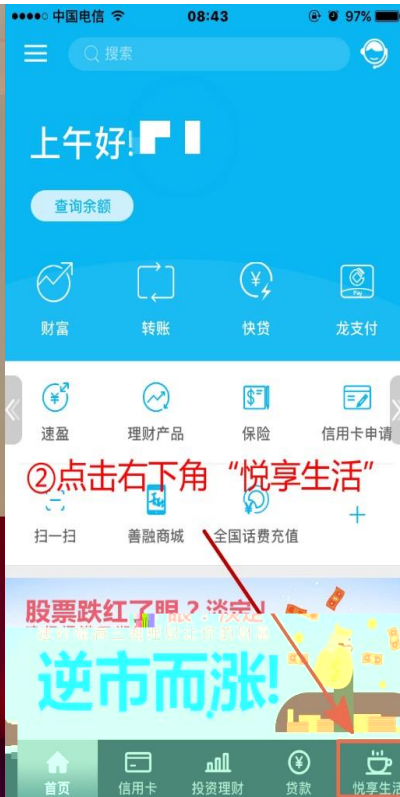 中国电信 08:43 97%
搜索
上午好!
查询余额
财富 转账 快贷 龙支付
速盈 理财产品 保险 信用卡申请
②点击右下角“悦享生活”
扫一扫 善融商城 全国话费充值
股票跌红了眼？淡定！
逆市而涨!
首页 信用卡 投资理财 贷款 悦享生活